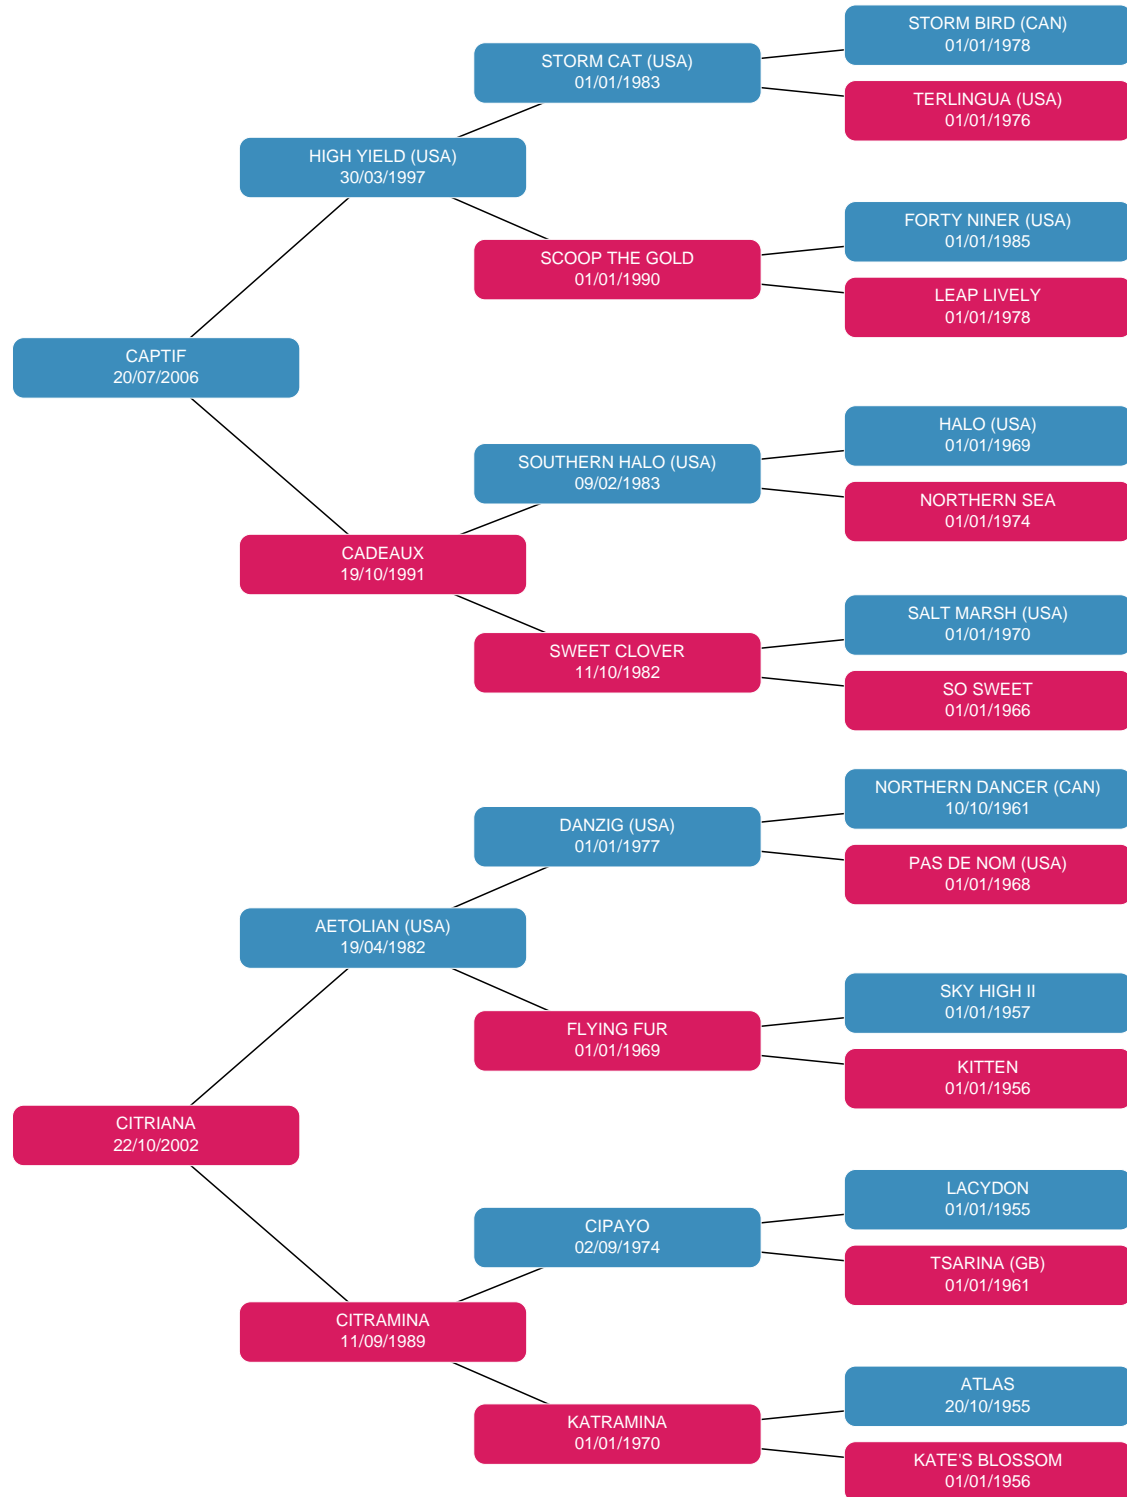 STORM BIRD (CAN)
01/01/1978
STORM CAT (USA)
01/01/1983
TERLINGUA (USA)
01/01/1976
HIGH YIELD (USA)
30/03/1997
FORTY NINER (USA)
01/01/1985
SCOOP THE GOLD
01/01/1990
LEAP LIVELY
01/01/1978
CAPTIF
20/07/2006
HALO (USA)
01/01/1969
SOUTHERN HALO (USA)
09/02/1983
NORTHERN SEA
01/01/1974
CADEAUX
19/10/1991
SALT MARSH (USA)
01/01/1970
SWEET CLOVER
11/10/1982
SO SWEET
01/01/1966
NORTHERN DANCER (CAN)
10/10/1961
DANZIG (USA)
01/01/1977
PAS DE NOM (USA)
01/01/1968
AETOLIAN (USA)
19/04/1982
SKY HIGH II
01/01/1957
FLYING FUR
01/01/1969
KITTEN
01/01/1956
CITRIANA
22/10/2002
LACYDON
01/01/1955
CIPAYO
02/09/1974
TSARINA (GB)
01/01/1961
CITRAMINA
11/09/1989
ATLAS
20/10/1955
KATRAMINA
01/01/1970
KATE'S BLOSSOM
01/01/1956